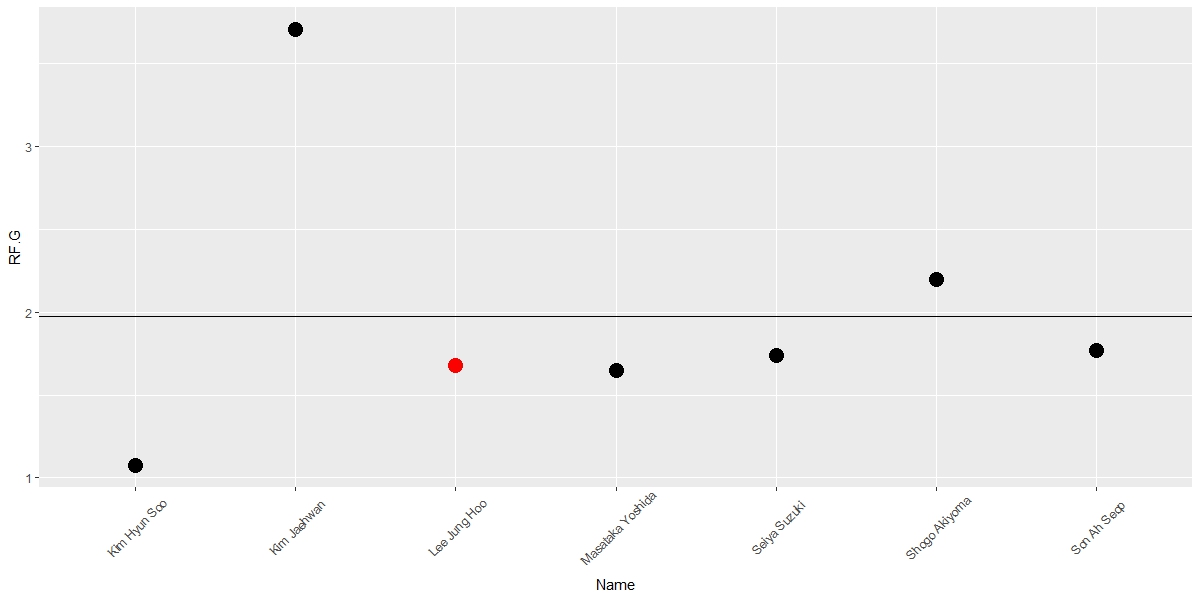 RF.G
3
2
1
Kim Hyun Soo
Kim Jaehwan
Lee Jung Hoo
Masataka Yoshida
Seiya Suzuki
Shogo Akiyoma
Son Ah Seop
Name